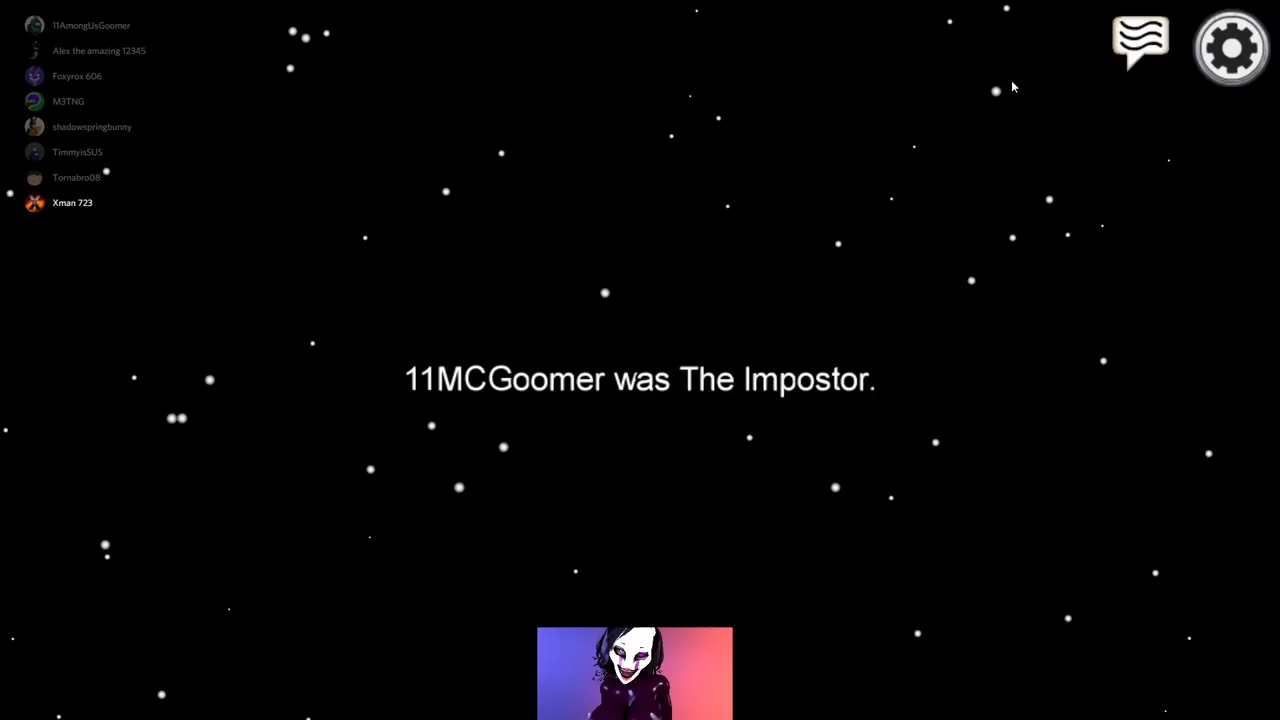 11AmongUsGoomer
Alex the amazing 12345
Foxyrox 606
M3TNG
shadowspringbunny
TimmyisSUS
Tornabro08
Xman 723
11MCGoomer was The Impostor.